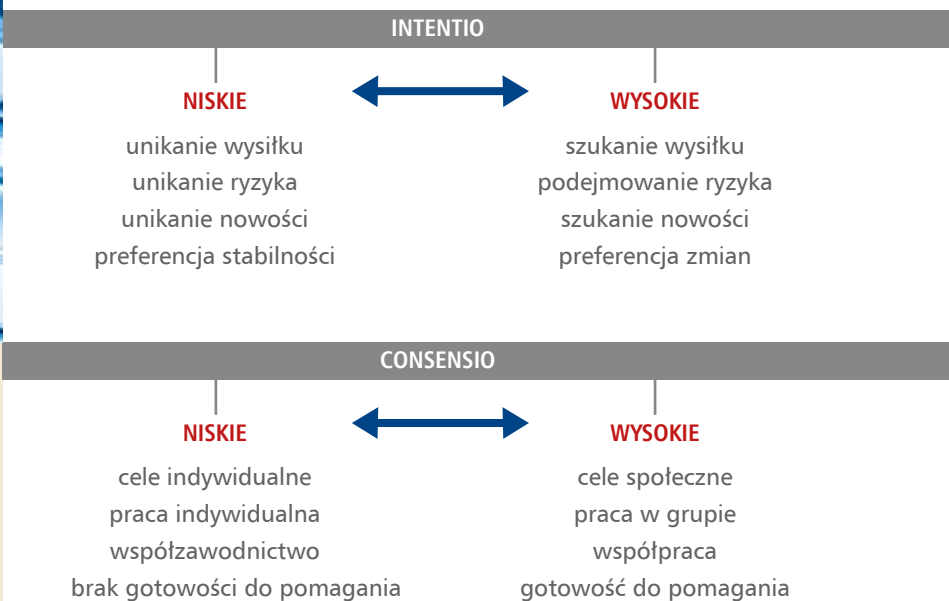 INTENTIO
NISKIE
WYSOKIE
unikanie wysiłku
szukanie wysiłku
unikanie ryzyka
podejmowanie ryzyka
unikanie nowości
szukanie nowości
preferencja stabilności
preferencja zmian
CONSENSIO
NISKIE
WYSOKIE
cele indywidualne
cele społeczne
praca indywidualna
praca w grupie
współzawodnictwo
współpraca
brak gotowości do pomagania
gotowość do pomagania